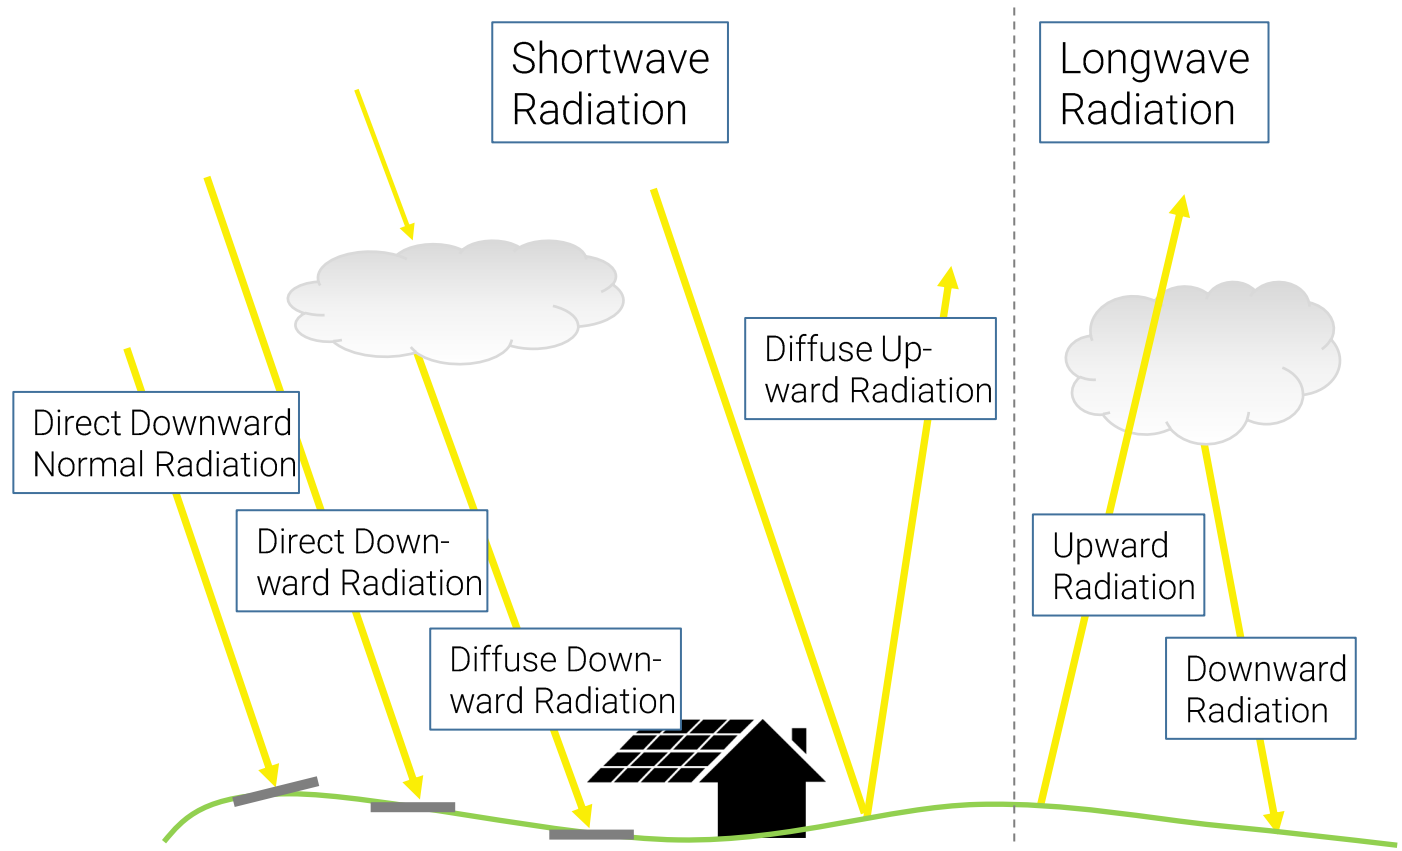 Shortwave
Radiation
Longwave
Radiation
Direct Downward
Normal Radiation
Direct Down-
ward Radiation
Diffuse Down-
ward Radiation
Diffuse Up-
ward Radiation
Upward
Radiation
Downward
Radiation